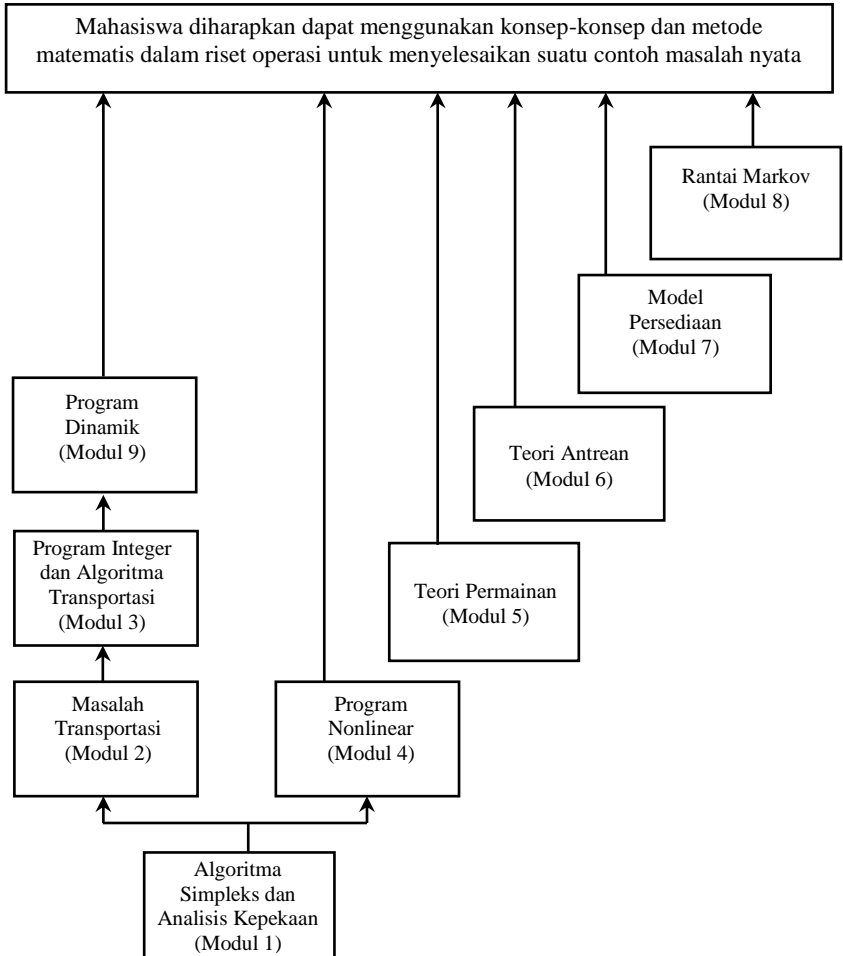 Mahasiswa diharapkan dapat menggunakan konsep-konsep dan metode
matematis dalam riset operasi untuk menyelesaikan suatu contoh masalah nyata
Rantai Markov
(Modul 8)
Model
Persediaan
(Modul 7)
Program
Dinamik
(Modul 9)
Teori Antrean
(Modul 6)
Program Integer
dan Algoritma
Transportasi
(Modul 3)
Teori Permainan
(Modul 5)
Masalah
Transportasi
(Modul 2)
Program
Nonlinear
(Modul 4)
Algoritma
Simpleks dan
Analisis Kepekaan
(Modul 1)